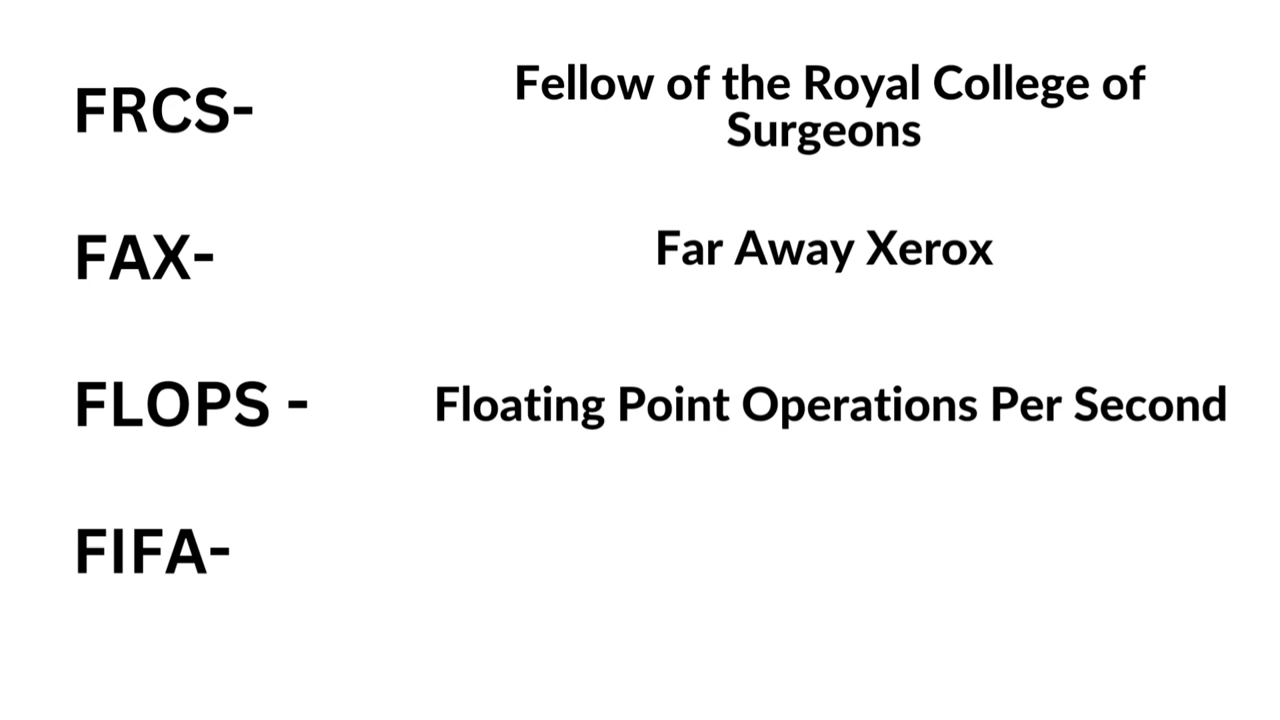 FRCS-
Fellow of the Royal College of
Surgeons
FAX-
Far Away Xerox
FLOPS -
Floating Point Operations Per Second
FIFA-